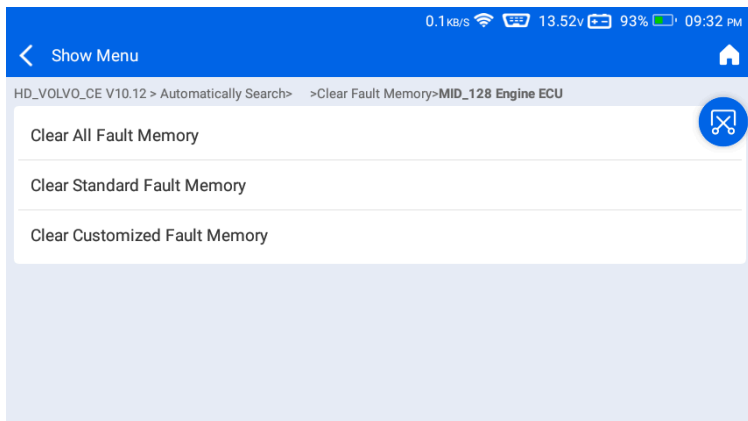 0.1KB/S 13.52V 93% 09:32 PM
Show Menu
HD_VOLVO_CE V10.12 > Automatically Search> >Clear Fault Memory>MID_128 Engine ECU
Clear All Fault Memory
Clear Standard Fault Memory
Clear Customized Fault Memory